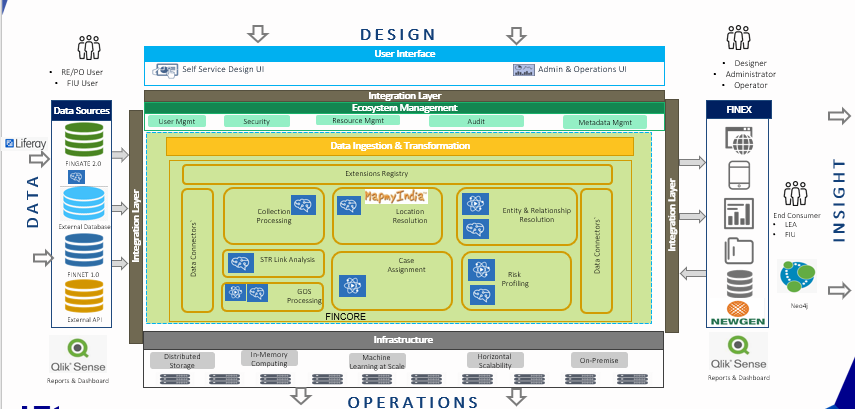 DESIGN
User Interface
Self Service Design UI
Admin & Operations UI
RE/PO User
FIU User
Designer
Administrator
Operator
Integration Layer
Ecosystem Management
User Mgmt
Security
Resource Mgmt
Audit
Metadata Mgmt
Data Sources
FINEX
Liferay
DATA
FINGATE 2.0
External Database
FINNET 1.0
External API
Integration Layer
Data Ingestion & Transformation
Extensions Registry
Data Connectors`
Collection
Processing
MapmyIndia
Location
Resolution
Entity & Relationship
Resolution
STR Link Analysis
Case
Assignment
Risk
Profiling
GOS
Processing
Data Connectors`
FINCORE
Integration Layer
End Consumer
LEA
FIU
INSIGHT
Neo4j
NEWGEN
Infrastructure
Distributed
Storage
In-Memory
Computing
Machine
Learning at Scale
Horizontal
Scalability
On-Premise
Qlik Sense
Reports & Dashboard
Qlik Sense
Reports & Dashboard
OPERATIONS